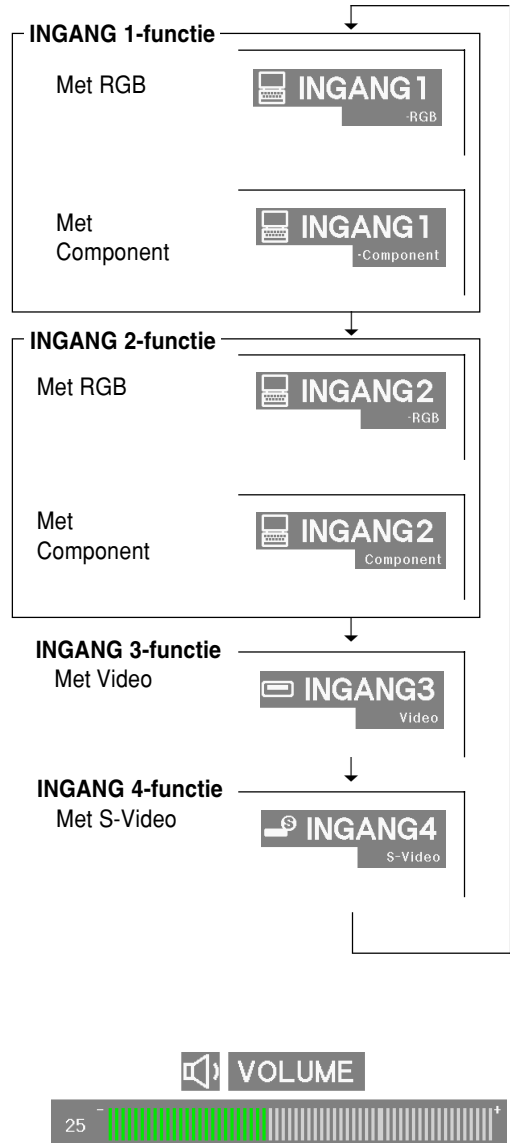 INGANG 1-functie
Met RGB
INGANG1
-RGB
Met
Component
INGANG1
-Component
INGANG 2-functie
Met RGB
INGANG2
-RGB
Met
Component
INGANG2
Component
INGANG 3-functie
Met Video
INGANG3
Video
INGANG 4-functie
Met S-Video
S INGANG4
S-Video
VOLUME
25 - +